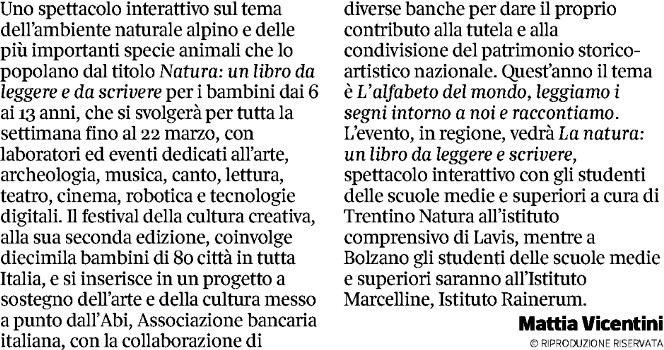 Uno spettacolo interattivo sul tema
dell'ambiente naturale alpino e delle
più importanti specie animali che lo
popolano dal titolo Natura: un libro da
leggere e da scrivere per i bambini dai 6
ai 13 anni, che si svolgerà per tutta la
settimana fino al 22 marzo, con
laboratori ed eventi dedicati all'arte,
archeologia, musica, canto, lettura,
teatro, cinema, robotica e tecnologie
digitali. Il festival della cultura creativa,
alla sua seconda edizione, coinvolge
diecimila bambini di 80 città in tutta
Italia, e si inserisce in un progetto a
sostegno dell'arte e della cultura messo
a punto dall'Abi, Associazione bancaria
italiana, con la collaborazione di
diverse banche per dare il proprio
contributo alla tutela e alla
condivisione del patrimonio storico-
artistico nazionale. Quest'anno il tema
è L'alfabeto del mondo, leggiamo i
segni intorno a noi e raccontiamo.
L'evento, in regione, vedrà La natura:
un libro da leggere e scrivere,
spettacolo interattivo con gli studenti
delle scuole medie e superiori a cura di
Trentino Natura all'istituto
comprensivo di Lavis, mentre a
Bolzano gli studenti delle scuole medie
e superiori saranno all'Istituto
Marcelline, Istituto Rainerum.
Mattia Vicentini
© RIPRODUZIONE RISERVATA